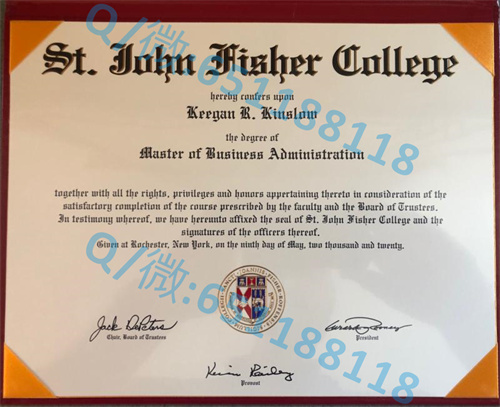 St. John Fisher College
hereby confers upon
Keegan R. Kinslow
the degree of
Master of Business Administration
together with all the rights, privileges and honors appertaining thereto in consideration of the
satisfactory completion of the course prescribed by the faculty and the Board of Trustees.
In testimony whereof, we have hereunto affixed the seal of St. John Fisher College and the
signatures of the officers thereof.
Given at Rochester, New York, on the ninth day of May, two thousand and twenty.
Jack DePeters
Chair, Board of Trustees
President
Provost
Q/微:651188118
Q/微:651188118